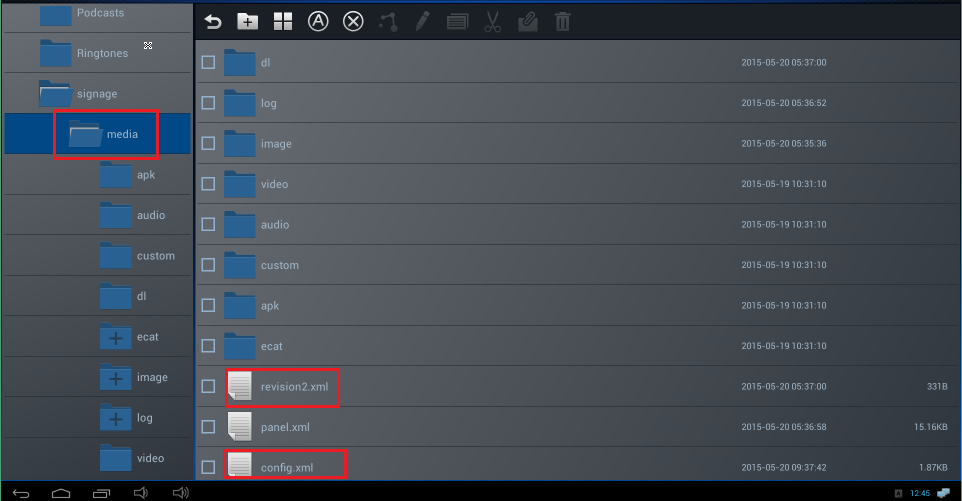 Podcasts
Ringtones
signage
media
apk
audio
custom
dl
ecat
image
log
video
A
dl 2015-05-20 05:37:00
log 2015-05-20 05:36:52
image 2015-05-20 05:35:36
video 2015-05-19 10:31:10
audio 2015-05-19 10:31:10
custom 2015-05-19 10:31:10
apk 2015-05-19 10:31:10
ecat 2015-05-19 10:31:10
revision2.xml 2015-05-20 05:37:00 331B
panel.xml 2015-05-20 05:36:58 15.16KB
config.xml 2015-05-20 09:37:42 1.87KB
A 12:45